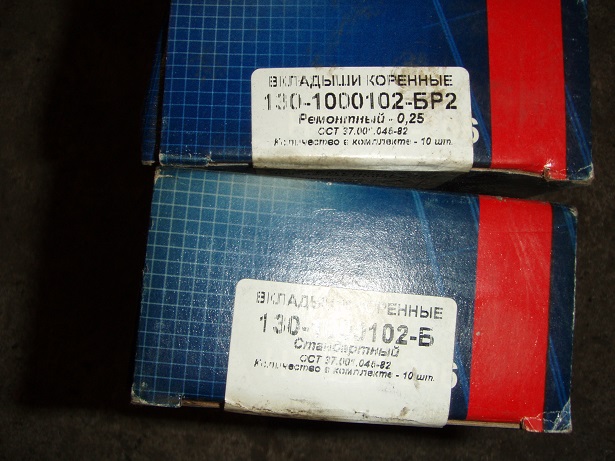 ВКЛАДЫШИ КОРЕННЫЕ
130-1000102-БР2
Ремонтный - 0,25
ОСТ 37.001.046-82
Количество в комплекте - 10 шт.
ВКЛАДЫ КОРЕННЫЕ
130- 0102-Б
Стандартный
ОСТ 37.001.046-82
Количество в комплекте - 10 шт.